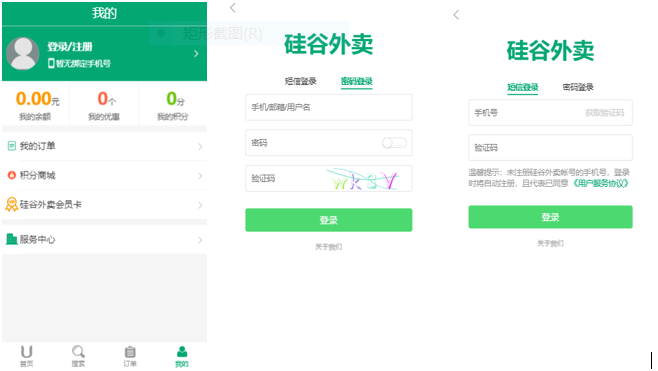 我的
矩形截图(R)
登录/注册
暂无绑定手机号
0.00元
我的余额
0个
我的优惠
0分
我的积分
我的订单
积分商城
硅谷外卖会员卡
服务中心
首页
搜索
订单
我的
硅谷外卖
短信登录
密码登录
手机/邮箱/用户名
密码
验证码
登录
关于我们
硅谷外卖
短信登录
密码登录
手机号
获取验证码
验证码
温馨提示：未注册硅谷外卖帐号的手机号，登录
时将自动注册，且代表已同意《用户服务协议》
登录
关于我们